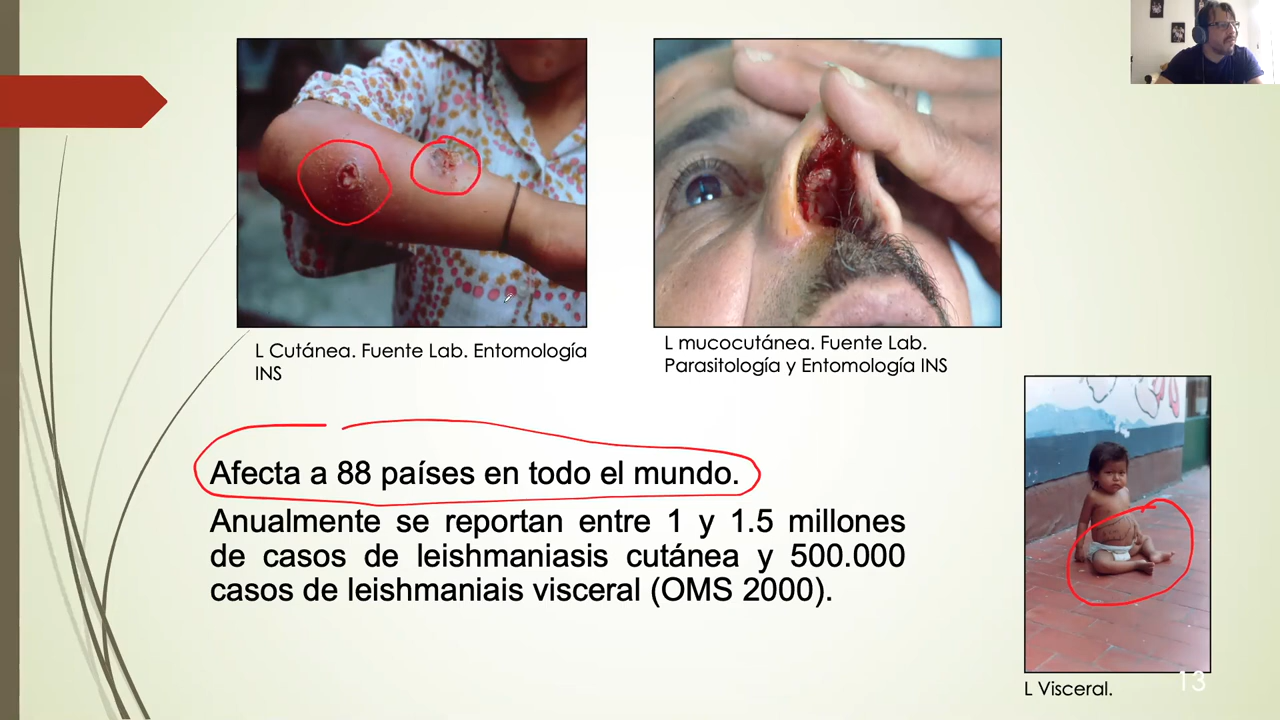 L Cutánea. Fuente Lab. Entomología
INS
L mucocutánea. Fuente Lab.
Parasitología y Entomología INS
Afecta a 88 países en todo el mundo.
Anualmente se reportan entre 1 y 1.5 millones
de casos de leishmaniasis cutánea y 500.000
casos de leishmaniais visceral (OMS 2000).
L Visceral.
13